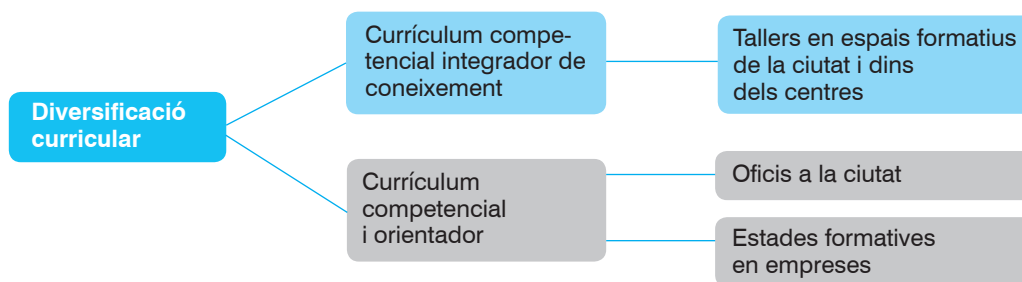 Diversificació
curricular
Currículum compe-
tencial integrador de
coneixement
Tallers en espais formatius
de la ciutat i dins
dels centres
Currículum
competencial
i orientador
Oficis a la ciutat
Estades formatives
en empreses